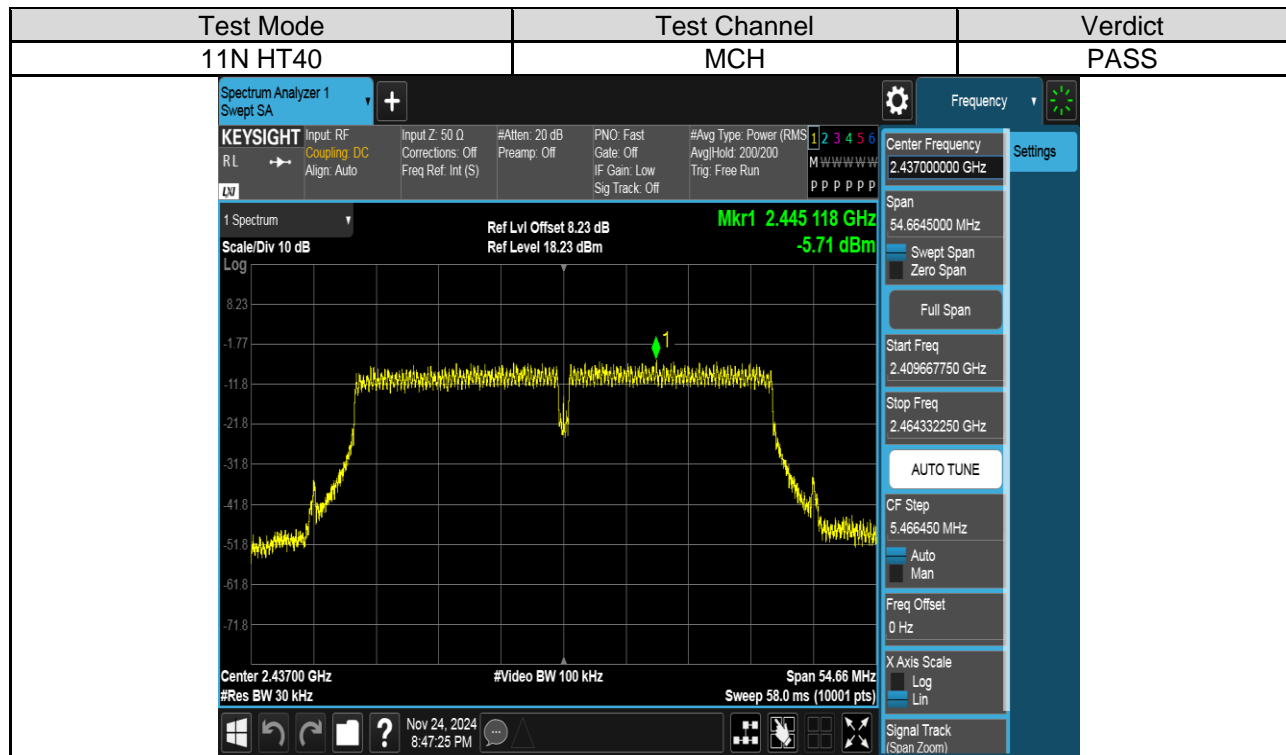 Test Mode Test Channel Verdict
11N HT40 MCH PASS
Spectrum Analyzer 1
Swept SA
+
Frequency
KEYSIGHT Input: RF Input Z: 50 Ω #Atten: 20 dB PNO: Fast #Avg Type: Power (RMS 1 2 3 4 5 6
RL Coupling: DC Corrections: Off Preamp: Off Gate: Off Avg|Hold: 200/200 M W W W W W
Align: Auto Freq Ref: Int (S) IF Gain: Low Trig: Free Run
LXI Sig Track: Off P P P P P P
1 Spectrum
Scale/Div 10 dB
Ref Lvl Offset 8.23 dB
Ref Level 18.23 dBm
Mkr1 2.445 118 GHz
-5.71 dBm
Log
8.23
-1.77
-11.8
-21.8
-31.8
-41.8
-51.8
-61.8
-71.8
1
Center 2.43700 GHz #Video BW 100 kHz Span 54.66 MHz
#Res BW 30 kHz Sweep 58.0 ms (10001 pts)
? Nov 24, 2024
8:47:25 PM
Center Frequency
2.437000000 GHz
Settings
Span
54.6645000 MHz
Swept Span
Zero Span
Full Span
Start Freq
2.409667750 GHz
Stop Freq
2.464332250 GHz
AUTO TUNE
CF Step
5.466450 MHz
Auto
Man
Freq Offset
0 Hz
X Axis Scale
Log
Lin
Signal Track
(Span Zoom)